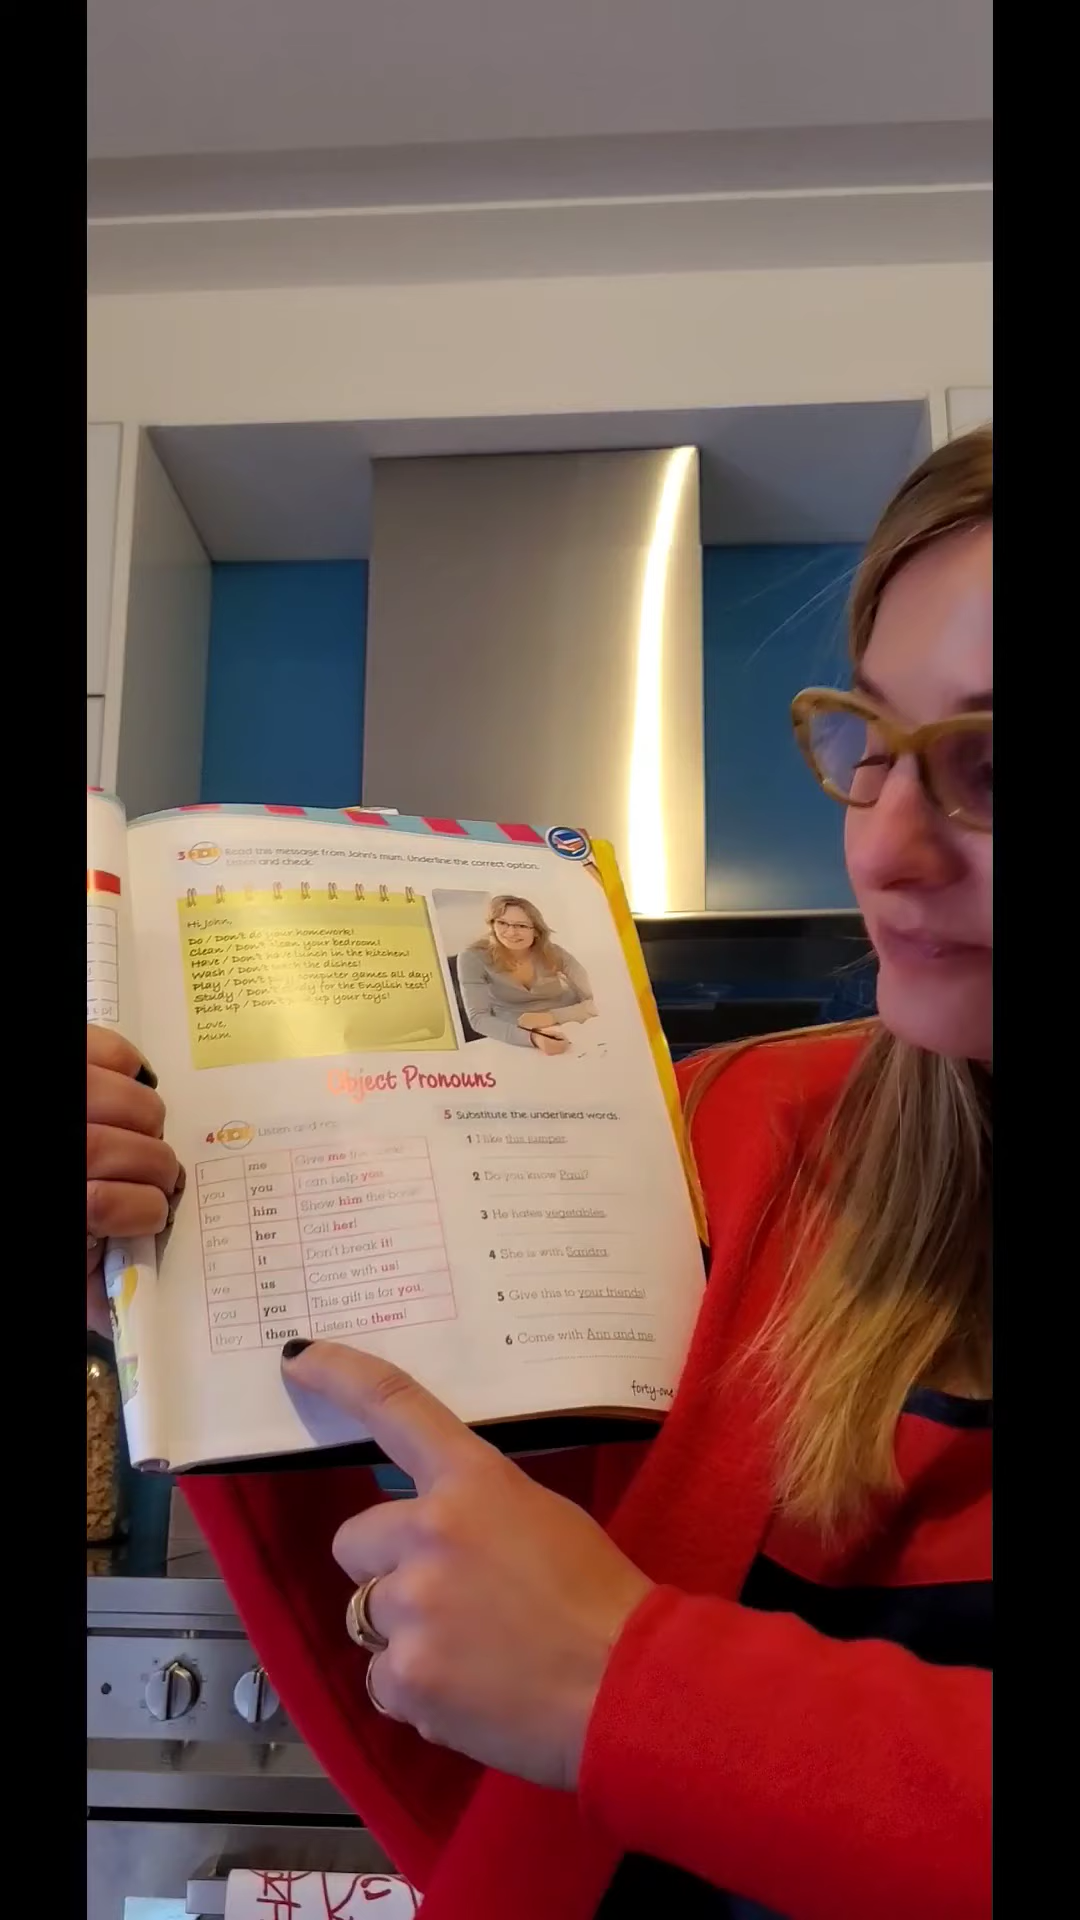 3 Read this message from John's mum. Underline the correct option.
Listen and check.
Hi John,
Do / Don't do your homework!
Clean / Don't clean your bedroom!
Have / Don't have lunch in the kitchen!
Wash / Don't wash the dishes!
Play / Don't play computer games all day!
Study / Don't study for the English test!
Pick up / Don't pick up your toys!
Love,
Mum
Object Pronouns
4 Listen and
I me Give me the
you you I can help you.
he him Show him the
she her Call her!
it it Don't break it!
we us Come with us!
you you This gift is for you.
they them Listen to them!
5 Substitute the underlined words.
1 I like this jumper.
2 Do you know Paul?
3 He hates vegetables.
4 She is with Sandra.
5 Give this to your friends!
6 Come with Ann and me.
forty-one